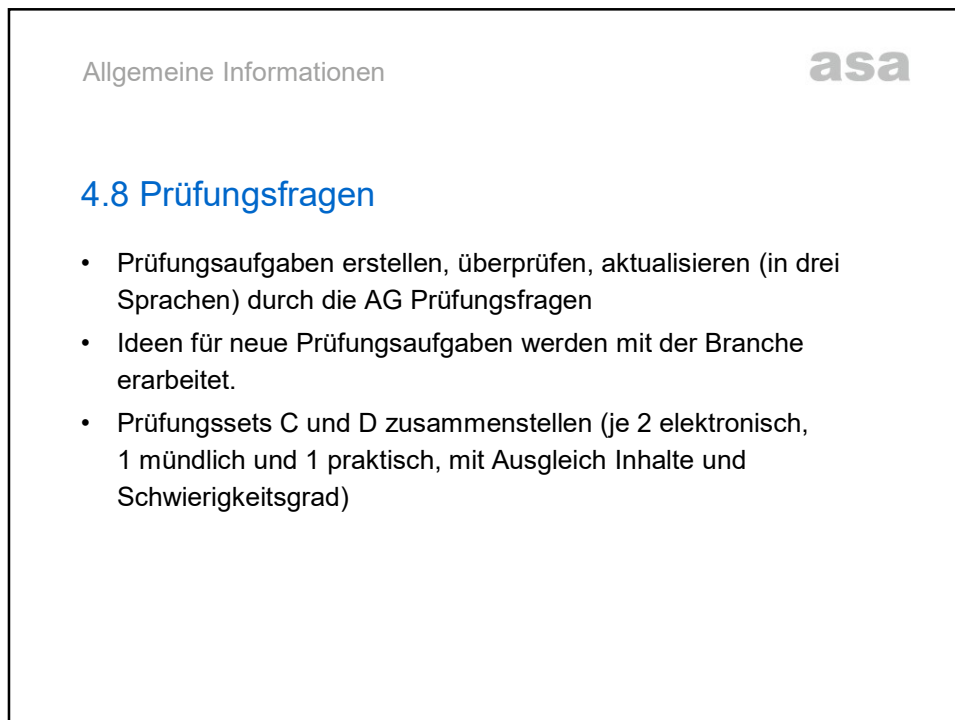 Allgemeine Informationen
asa
4.8 Prüfungsfragen
• Prüfungsaufgaben erstellen, überprüfen, aktualisieren (in drei
Sprachen) durch die AG Prüfungsfragen
• Ideen für neue Prüfungsaufgaben werden mit der Branche
erarbeitet.
• Prüfungssets C und D zusammenstellen (je 2 elektronisch,
1 mündlich und 1 praktisch, mit Ausgleich Inhalte und
Schwierigkeitsgrad)